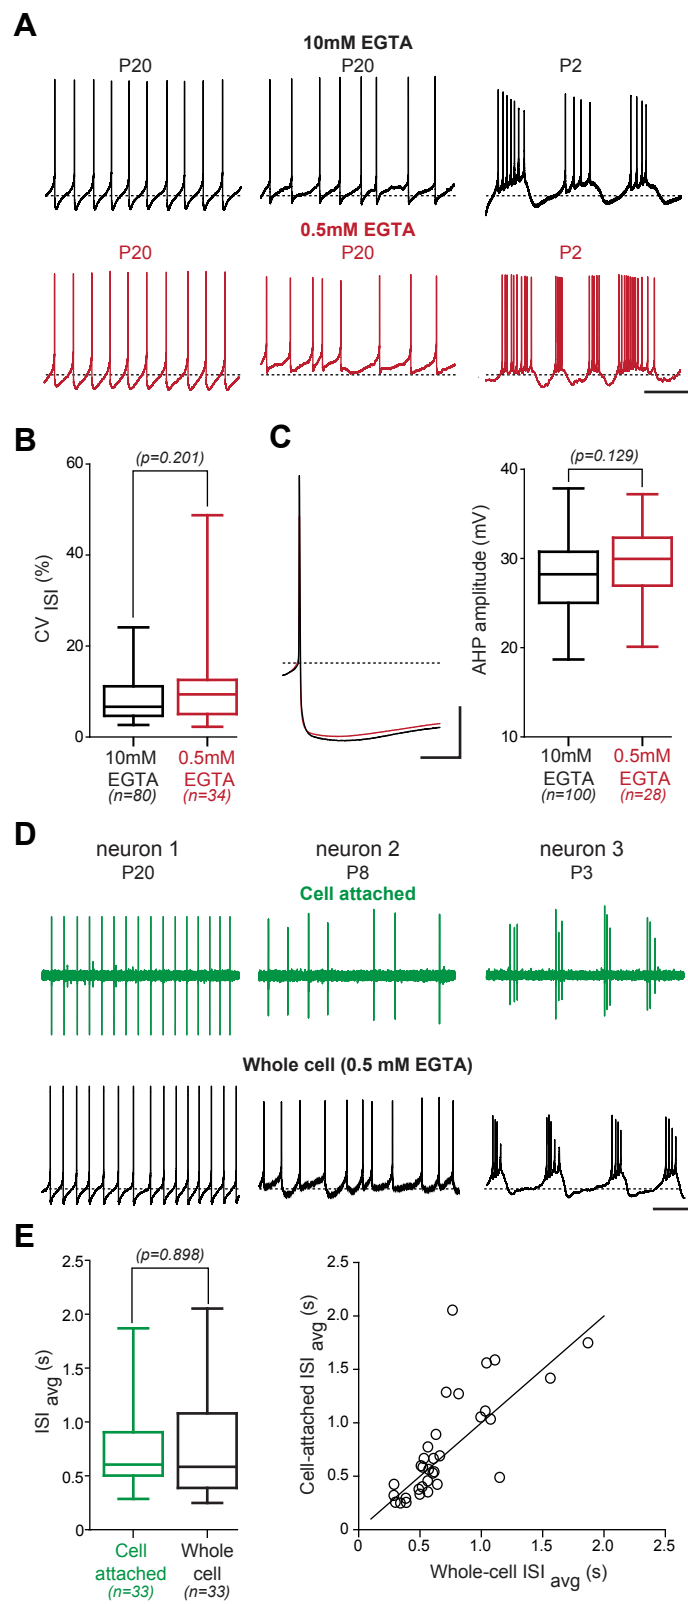 A
10mM EGTA
P20 P20 P2
0.5mM EGTA
P20 P20 P2
B
(p=0.201)
60
40
20
0
CV ISI (%)
10mM EGTA (n=80)
0.5mM EGTA (n=34)
C
(p=0.129)
40
30
20
10
AHP amplitude (mV)
10mM EGTA (n=100)
0.5mM EGTA (n=28)
D
neuron 1 neuron 2 neuron 3
P20 P8 P3
Cell attached
Whole cell (0.5 mM EGTA)
E
(p=0.898)
2.5
2.0
1.5
1.0
0.5
0
ISI avg (s)
Cell attached (n=33)
Whole cell (n=33)
2.5
2.0
1.5
1.0
0.5
0
Cell-attached ISI avg (s)
0 0.5 1.0 1.5 2.0 2.5
Whole-cell ISI avg (s)